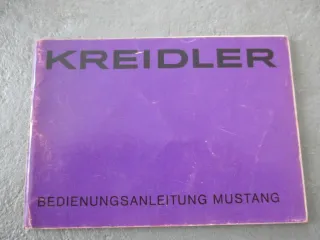 KREIDLER
BEDIENUNGSANLEITUNG MUSTANG